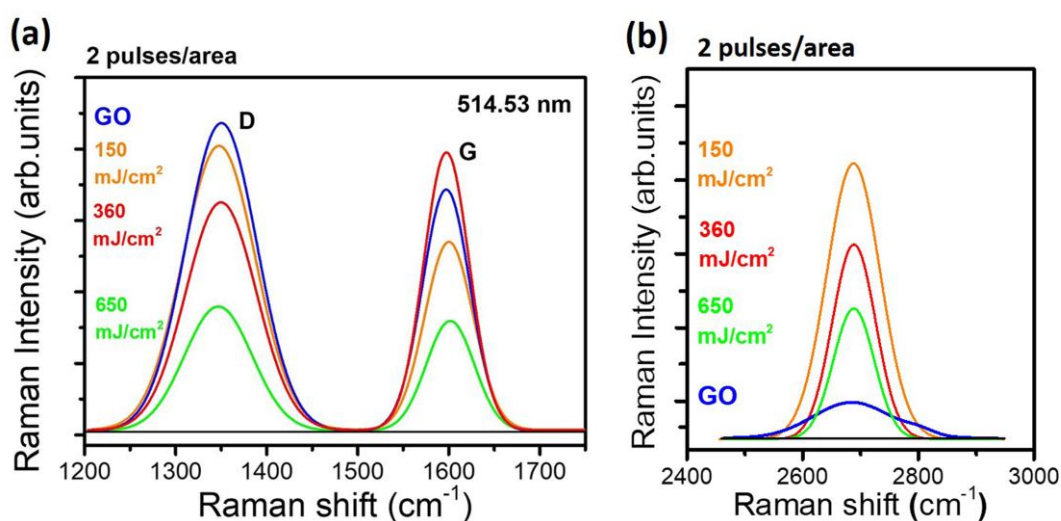 (a)
2 pulses/area
GO
150
mJ/cm²
360
mJ/cm²
650
mJ/cm²
D
G
514.53 nm
Raman Intensity (arb.units)
1200 1300 1400 1500 1600 1700
Raman shift (cm⁻¹)
(b)
2 pulses/area
150
mJ/cm²
360
mJ/cm²
650
mJ/cm²
GO
Raman Intensity (arb.units)
2400 2600 2800 3000
Raman shift (cm⁻¹)